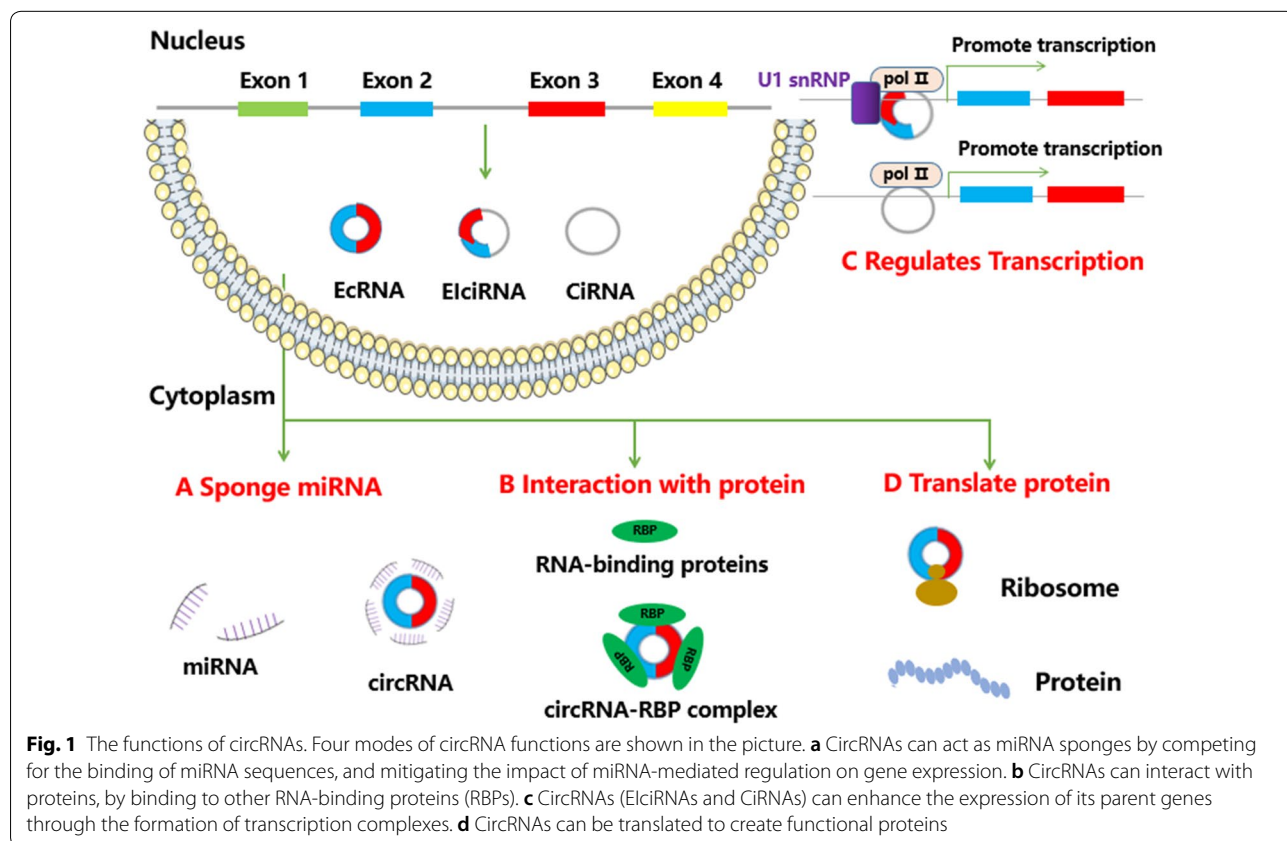 Nucleus
Exon 1
Exon 2
Exon 3
Exon 4
Promote transcription
U1 snRNP
pol II
Promote transcription
pol II
C Regulates Transcription
EcRNA
ElciRNA
CiRNA
Cytoplasm
A Sponge miRNA
B Interaction with protein
D Translate protein
RBP
RNA-binding proteins
Ribosome
RBP
RBP
RBP
miRNA
circRNA
Protein
circRNA-RBP complex
Fig. 1 The functions of circRNAs. Four modes of circRNA functions are shown in the picture. a CircRNAs can act as miRNA sponges by competing
for the binding of miRNA sequences, and mitigating the impact of miRNA-mediated regulation on gene expression. b CircRNAs can interact with
proteins, by binding to other RNA-binding proteins (RBPs). c CircRNAs (ElciRNAs and CiRNAs) can enhance the expression of its parent genes
through the formation of transcription complexes. d CircRNAs can be translated to create functional proteins